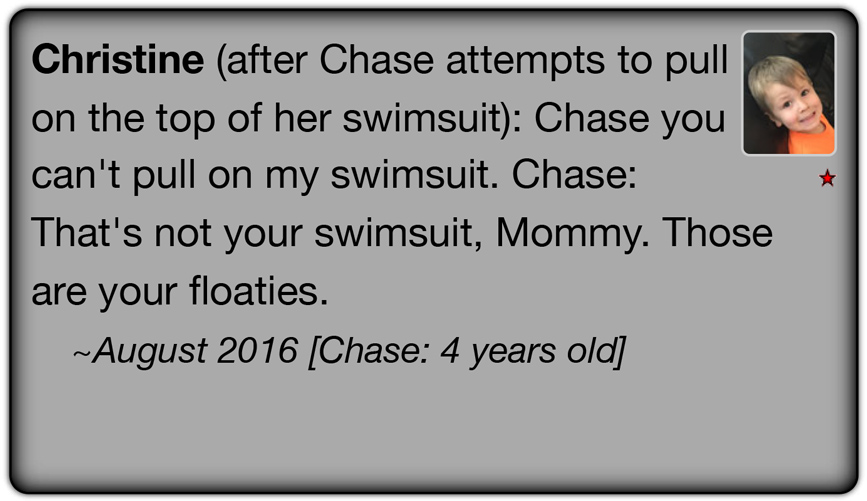 Christine (after Chase attempts to pull
on the top of her swimsuit): Chase you
can't pull on my swimsuit. Chase:
That's not your swimsuit, Mommy. Those
are your floaties.
~August 2016 [Chase: 4 years old]